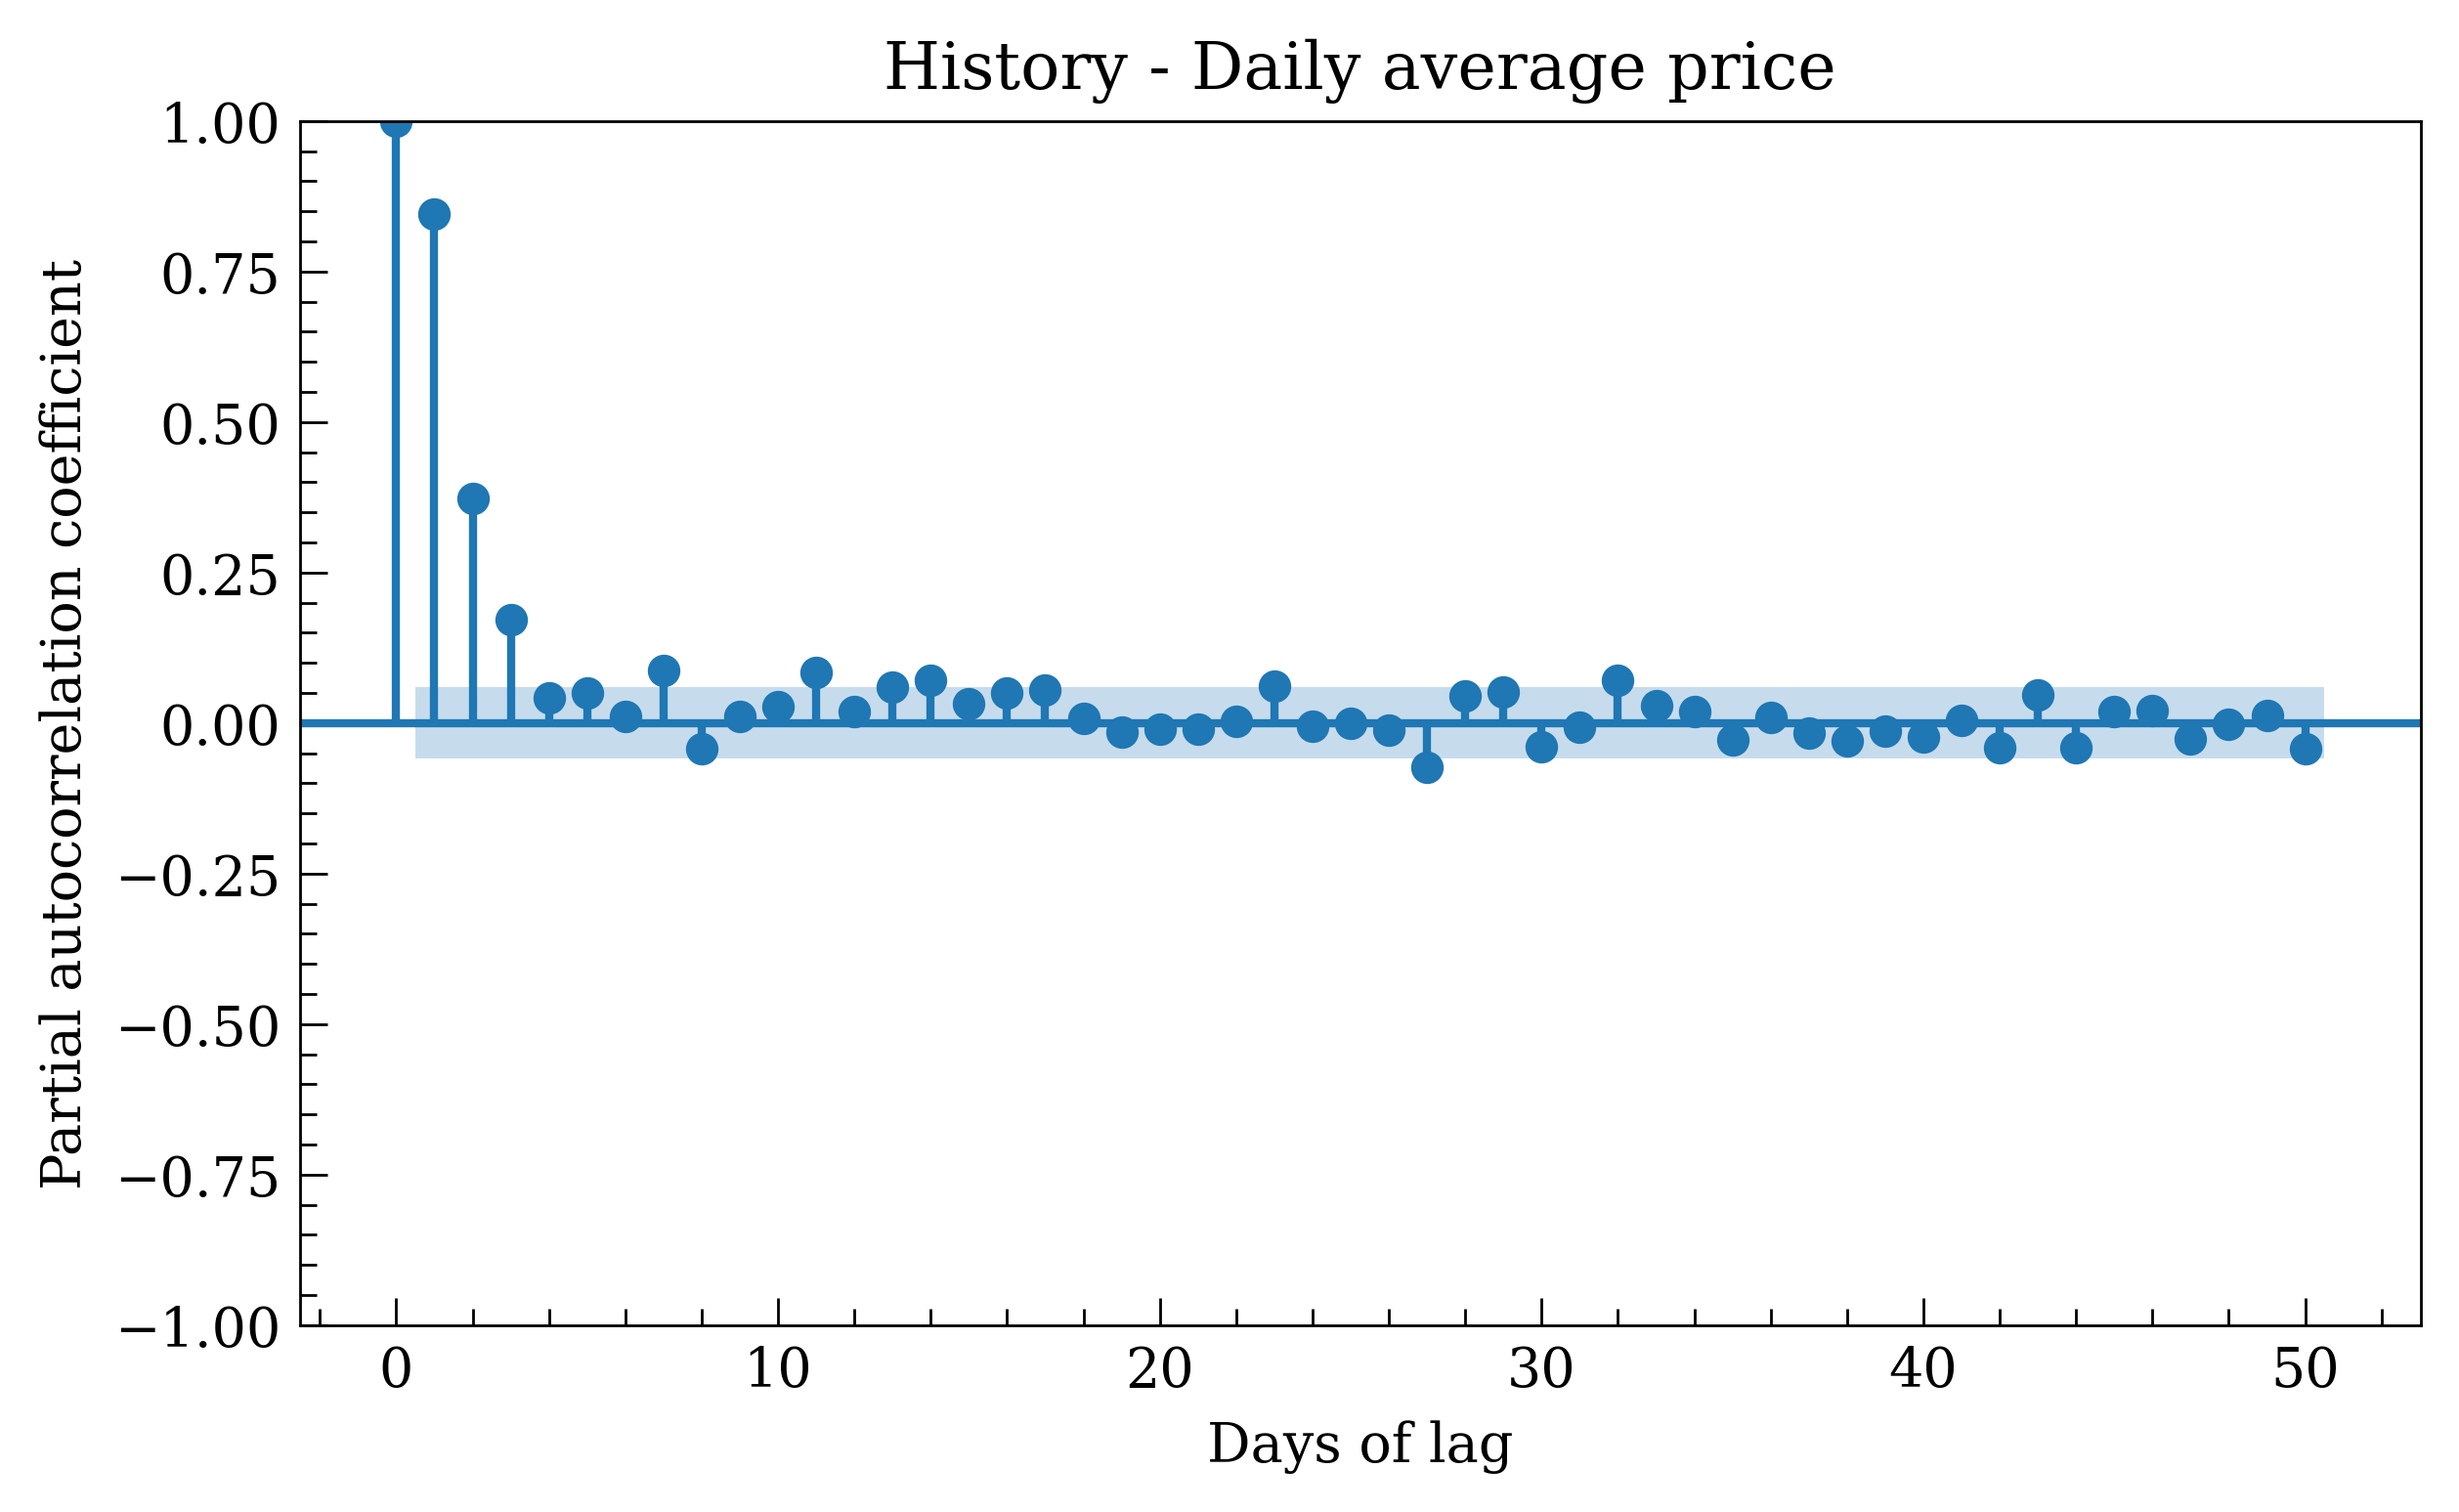 History - Daily average price
Partial autocorrelation coefficient
1.00
0.75
0.50
0.25
0.00
−0.25
−0.50
−0.75
−1.00
0 10 20 30 40 50
Days of lag